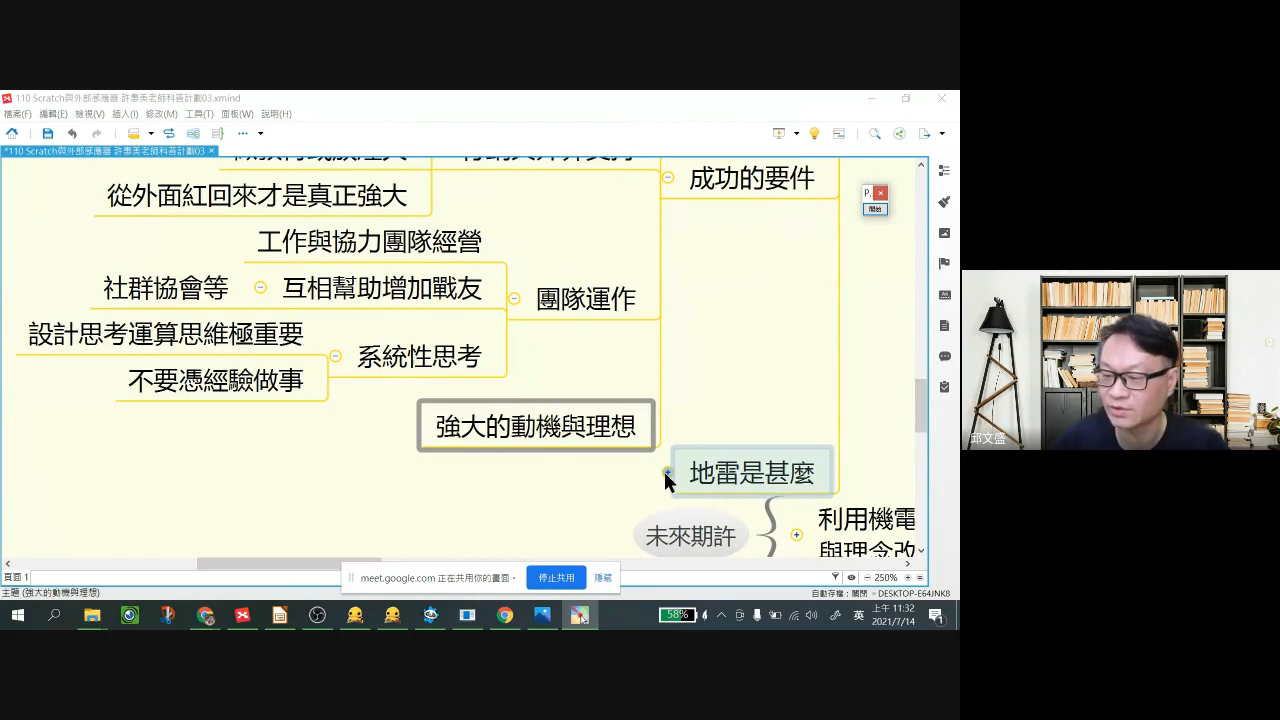 110 Scratch與外部感應器 許惠美老師科普計劃03.xmind
檔案(F) 編輯(E) 檢視(V) 插入(I) 修改(M) 工具(T) 面板(W) 說明(H)
*110 Scratch與外部感應器 許惠美老師科普計劃03
成功的要件
從外面紅回來才是真正強大
P.
開始
工作與協力團隊經營
社群協會等
互相幫助增加戰友
團隊運作
設計思考運算思維極重要
系統性思考
不要憑經驗做事
強大的動機與理想
地雷是甚麼
邱文盛
未來期許
利用機電
與理念改
頁面 1
250%
meet.google.com 正在共用你的畫面。
停止共用
隱藏
主題 (強大的動機與理想)
自動存檔：關閉
DESKTOP-E64JNK8
58%
英
上午 11:32
2021/7/14
1